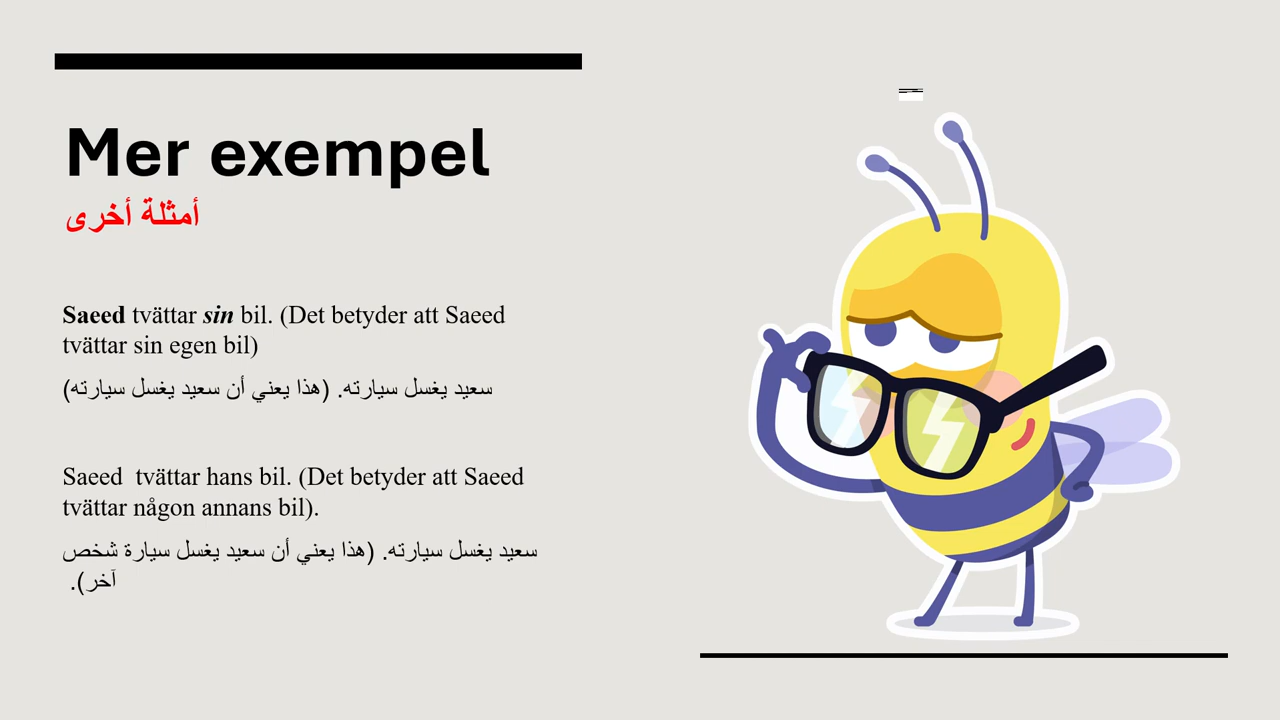 Mer exempel
أمثلة أخرى
Saeed tvättar sin bil. (Det betyder att Saeed
tvättar sin egen bil)
سعيد يغسل سيارته. (هذا يعني أن سعيد يغسل سيارته)
Saeed  tvättar hans bil. (Det betyder att Saeed
tvättar någon annans bil).
سعيد يغسل سيارته. (هذا يعني أن سعيد يغسل سيارة شخص
آخر).